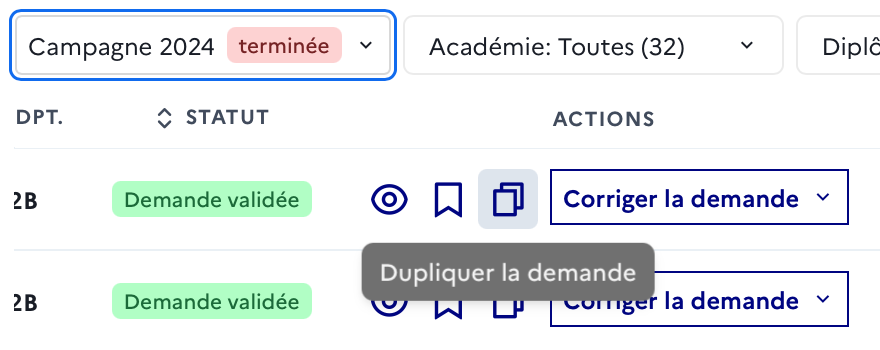 Campagne 2024 terminée Académie: Toutes (32) Diplô
DPT. STATUT ACTIONS
2B Demande validée Corriger la demande
Dupliquer la demande
2B Demande validée Corriger la demande